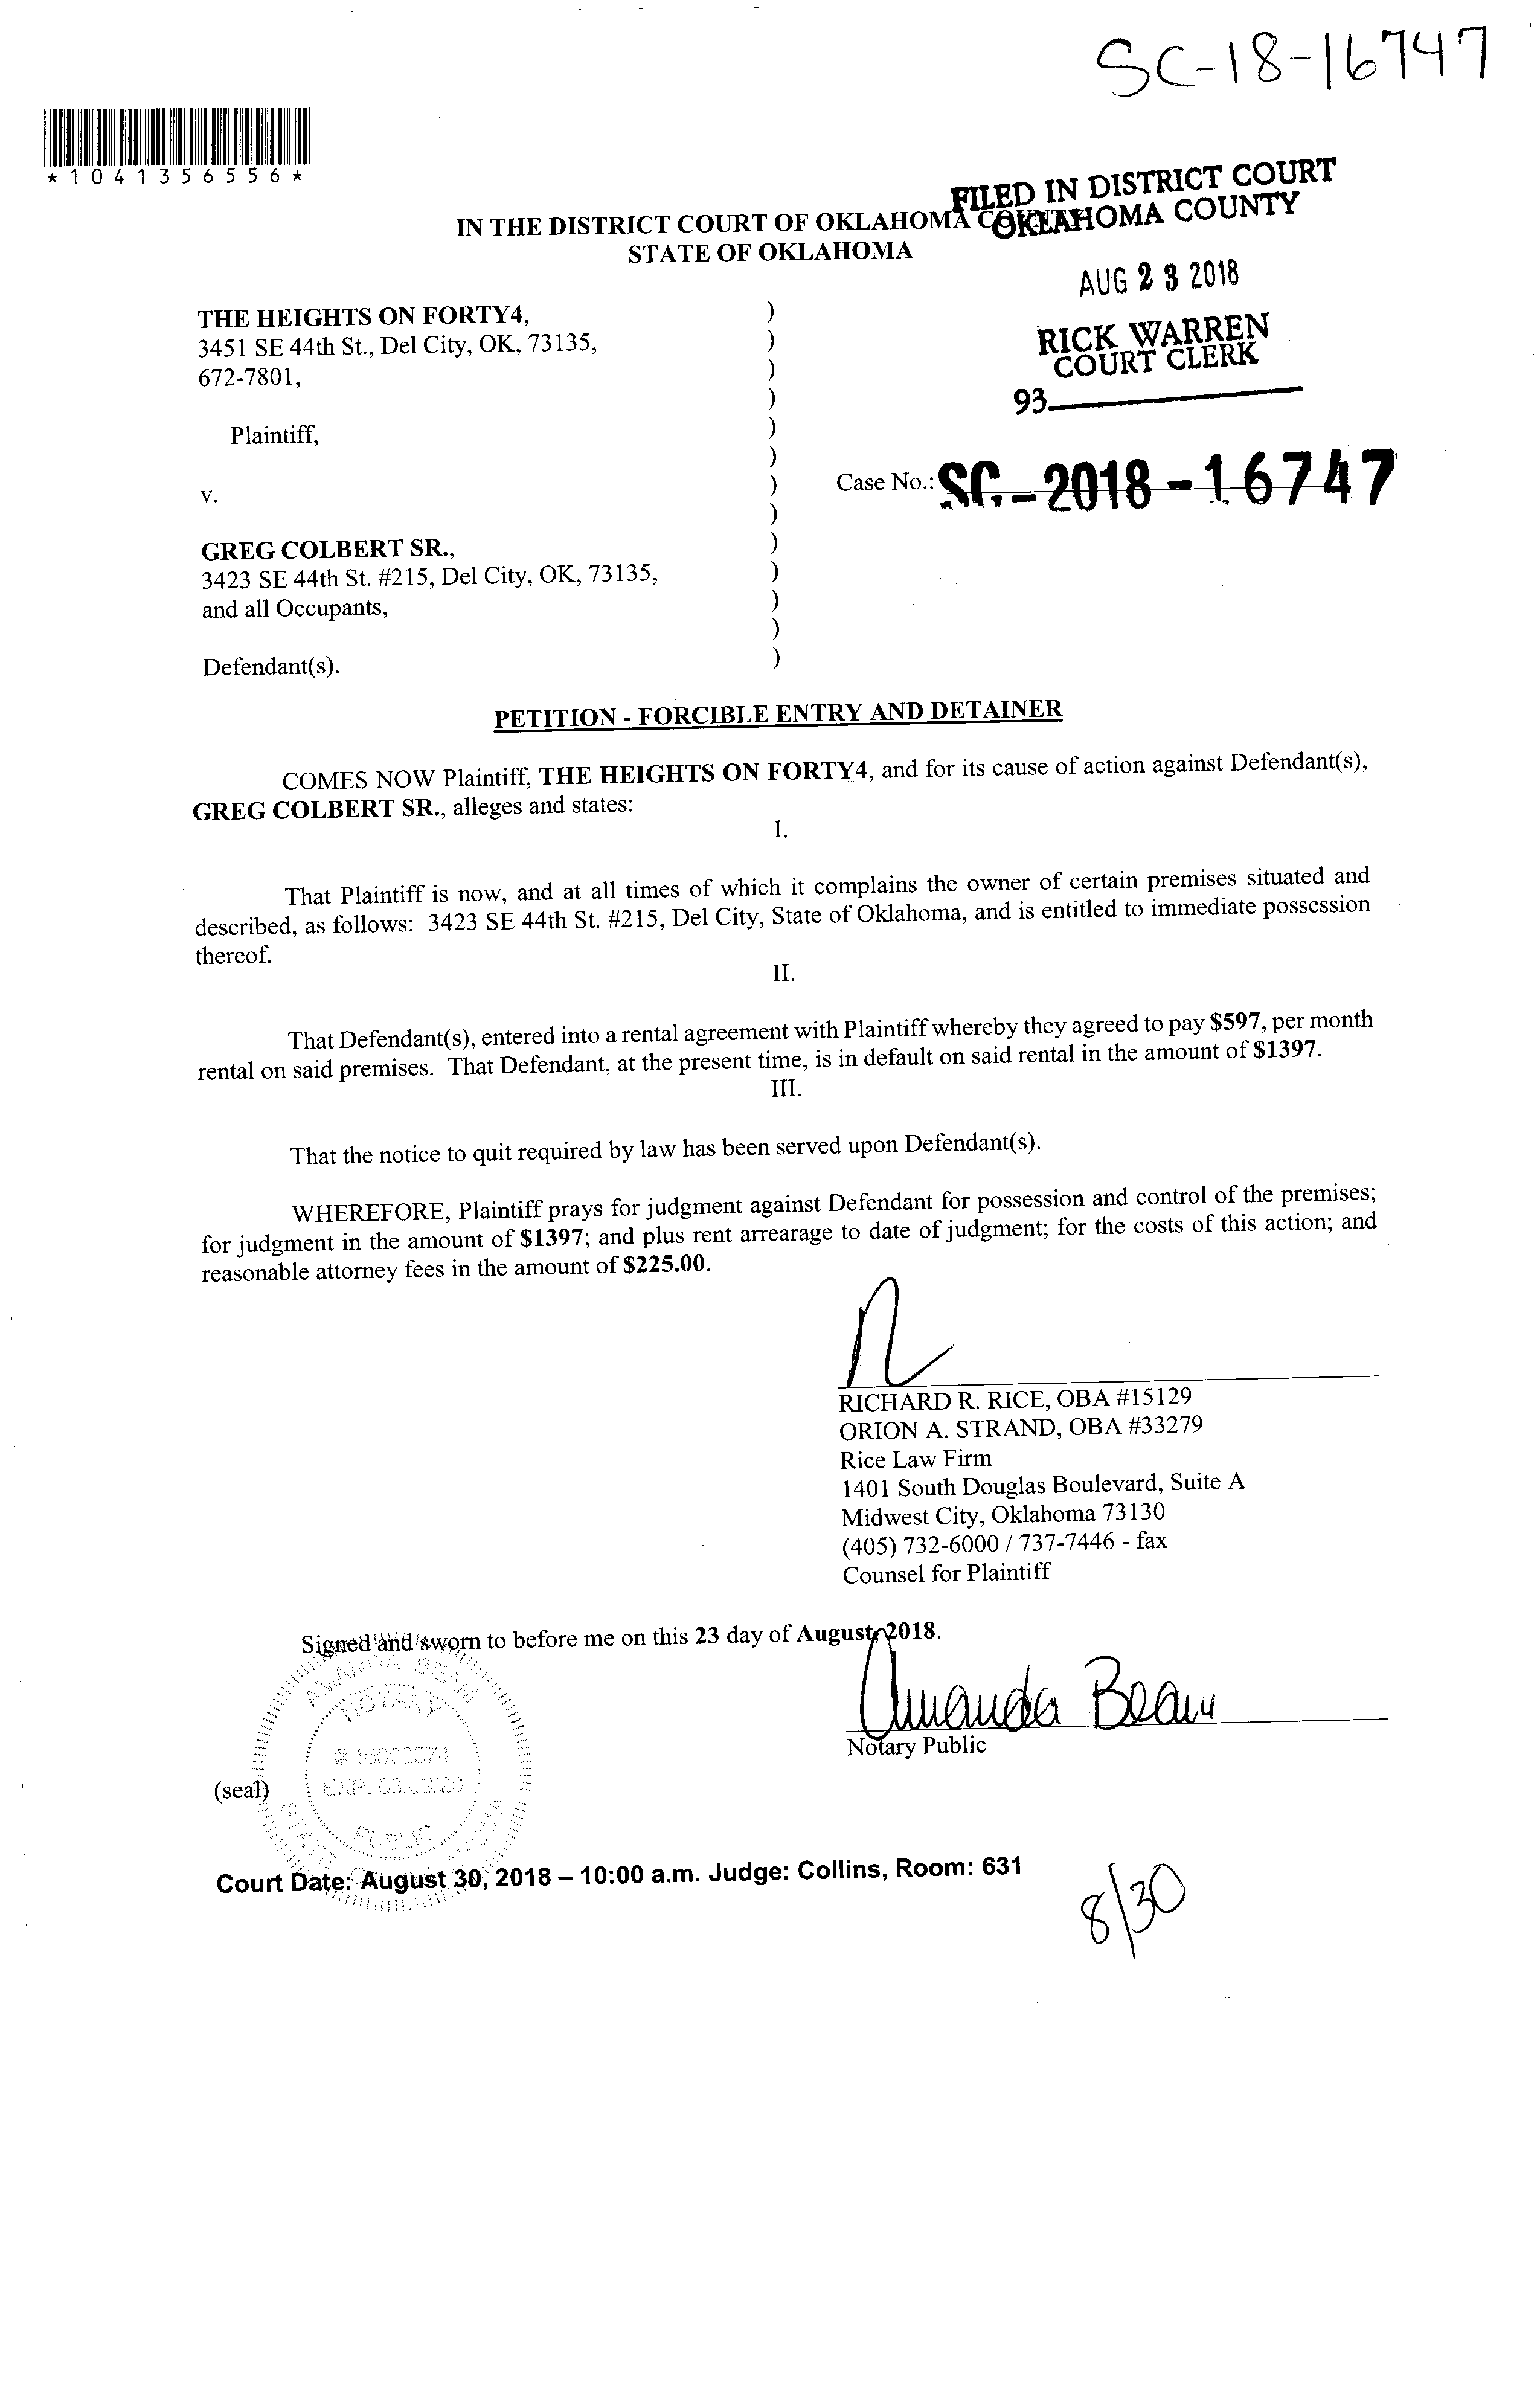 SC-18-16747
*1041356556*
FILED IN DISTRICT COURT
OKLAHOMA COUNTY
IN THE DISTRICT COURT OF OKLAHOMA
STATE OF OKLAHOMA
AUG 23 2018
RICK WARREN
COURT CLERK
93
THE HEIGHTS ON FORTY4, )
3451 SE 44th St., Del City, OK, 73135, )
672-7801, )
)
Plaintiff, )
)
v. ) Case No.: SC-2018-16747
)
GREG COLBERT SR., )
3423 SE 44th St. #215, Del City, OK, 73135, )
and all Occupants, )
)
Defendant(s). )
PETITION - FORCIBLE ENTRY AND DETAINER
COMES NOW Plaintiff, THE HEIGHTS ON FORTY4, and for its cause of action against Defendant(s),
GREG COLBERT SR., alleges and states:
I.
That Plaintiff is now, and at all times of which it complains the owner of certain premises situated and
described, as follows: 3423 SE 44th St. #215, Del City, State of Oklahoma, and is entitled to immediate possession
thereof.
II.
That Defendant(s), entered into a rental agreement with Plaintiff whereby they agreed to pay $597, per month
rental on said premises. That Defendant, at the present time, is in default on said rental in the amount of $1397.
III.
That the notice to quit required by law has been served upon Defendant(s).
WHEREFORE, Plaintiff prays for judgment against Defendant for possession and control of the premises;
for judgment in the amount of $1397; and plus rent arrearage to date of judgment; for the costs of this action; and
reasonable attorney fees in the amount of $225.00.
RICHARD R. RICE, OBA #15129
ORION A. STRAND, OBA #33279
Rice Law Firm
1401 South Douglas Boulevard, Suite A
Midwest City, Oklahoma 73130
(405) 732-6000 / 737-7446 - fax
Counsel for Plaintiff
Signed and sworn to before me on this 23 day of August, 2018.
Amanda Beam
Notary Public
AMANDA BEAM
NOTARY
PUBLIC
STATE
(seal)
Court Date: August 30, 2018 – 10:00 a.m. Judge: Collins, Room: 631
8/30